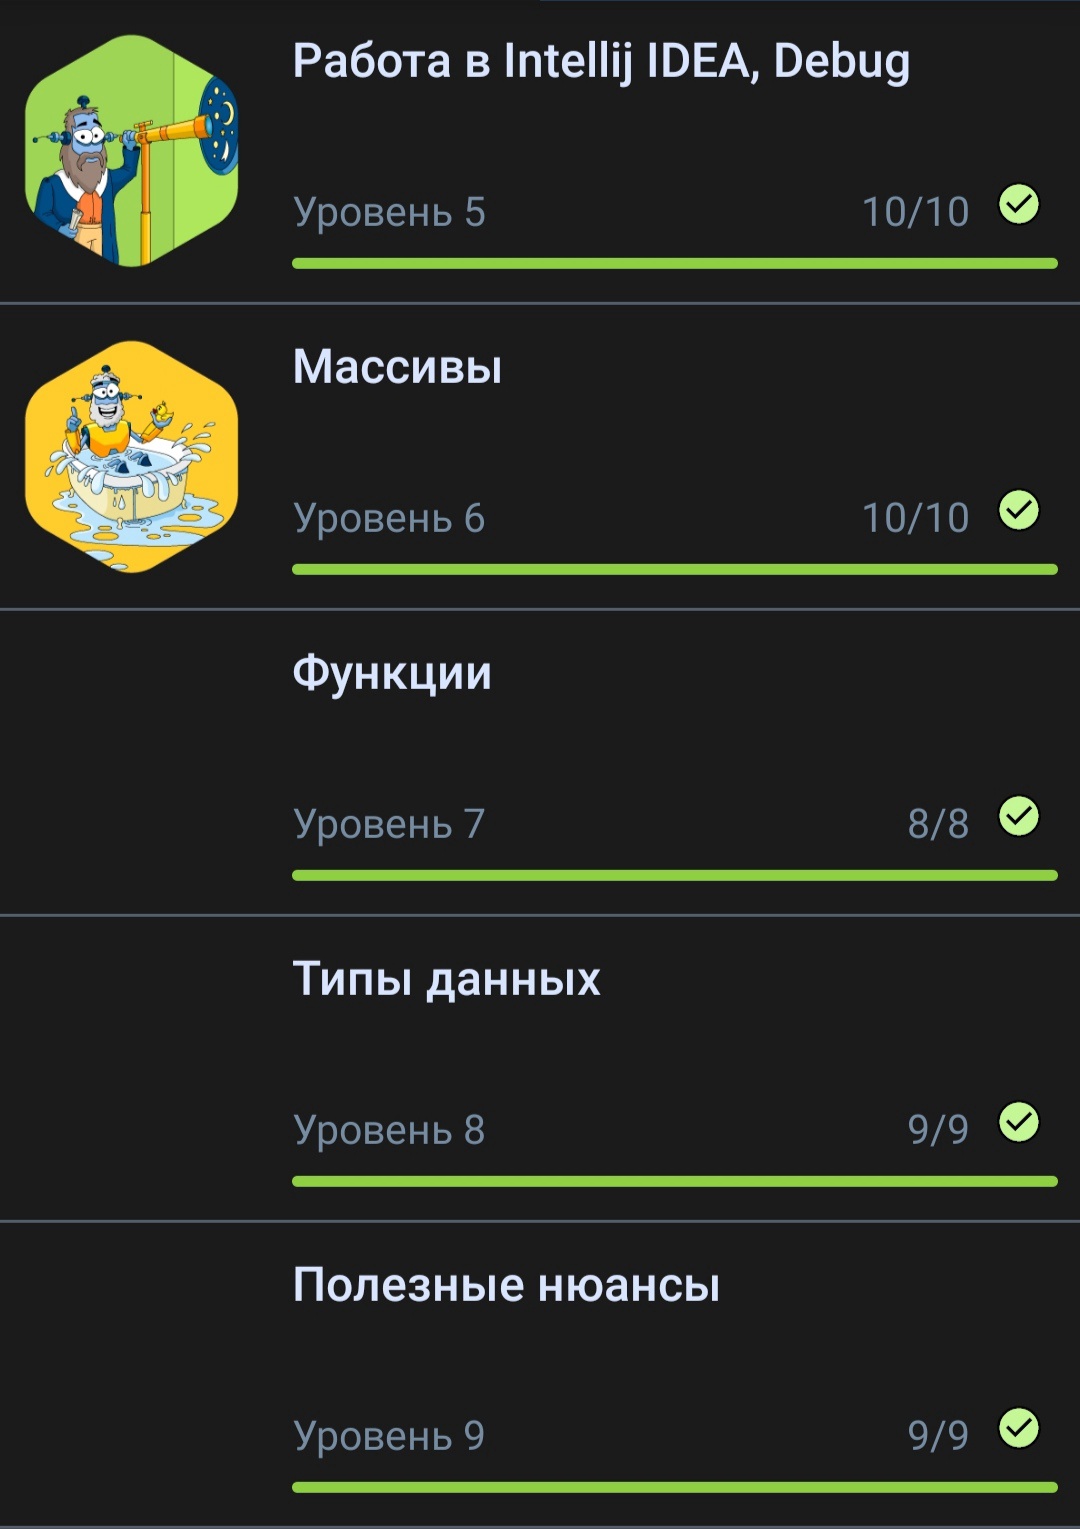 Работа в Intellij IDEA, Debug
Уровень 5 10/10
Массивы
Уровень 6 10/10
Функции
Уровень 7 8/8
Типы данных
Уровень 8 9/9
Полезные нюансы
Уровень 9 9/9